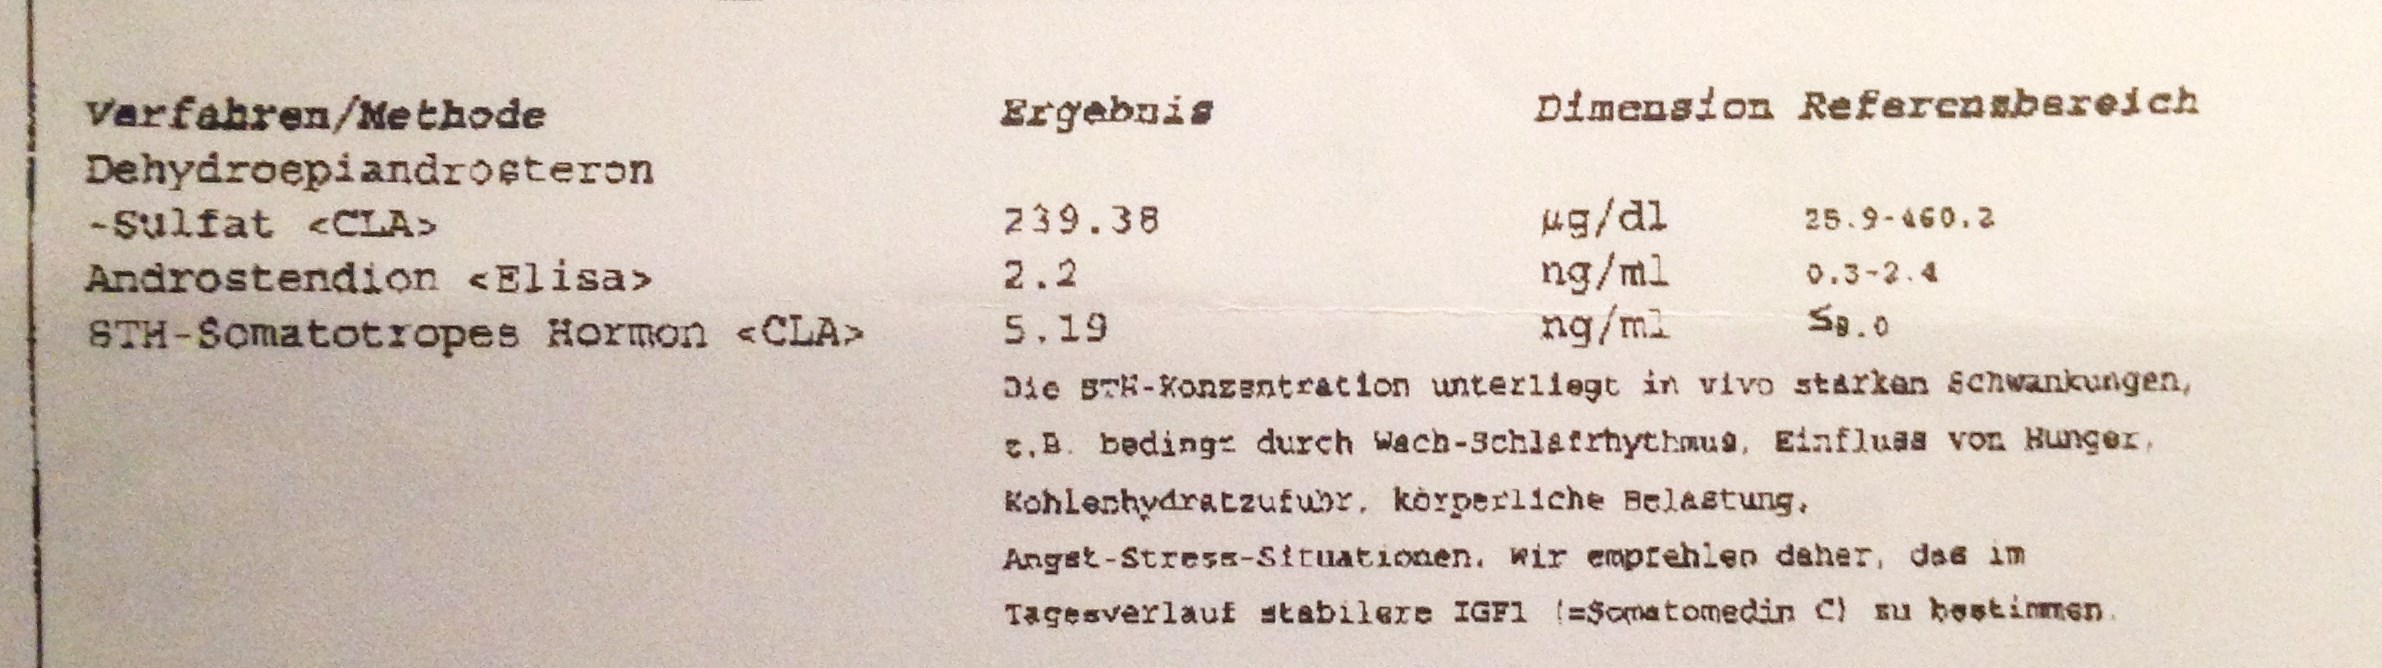 Verfahren/Methode Ergebnis Dimension Referenzbereich
Dehydroepiandrosteron
-Sulfat <CLA> 239.38 µg/dl 25.9-460.2
Androstendion <Elisa> 2.2 ng/ml 0.3-2.4
STH-Somatotropes Hormon <CLA> 5.19 ng/ml ≤8.0
Die STH-Konzentration unterliegt in vivo starken Schwankungen,
z.B. bedingt durch Wach-Schlafrhythmus, Einfluss von Hunger,
Kohlenhydratzufuhr, körperliche Belastung,
Angst-Stress-Situationen. Wir empfehlen daher, das im
Tagesverlauf stabilere IGF1 (=Somatomedin C) zu bestimmen.